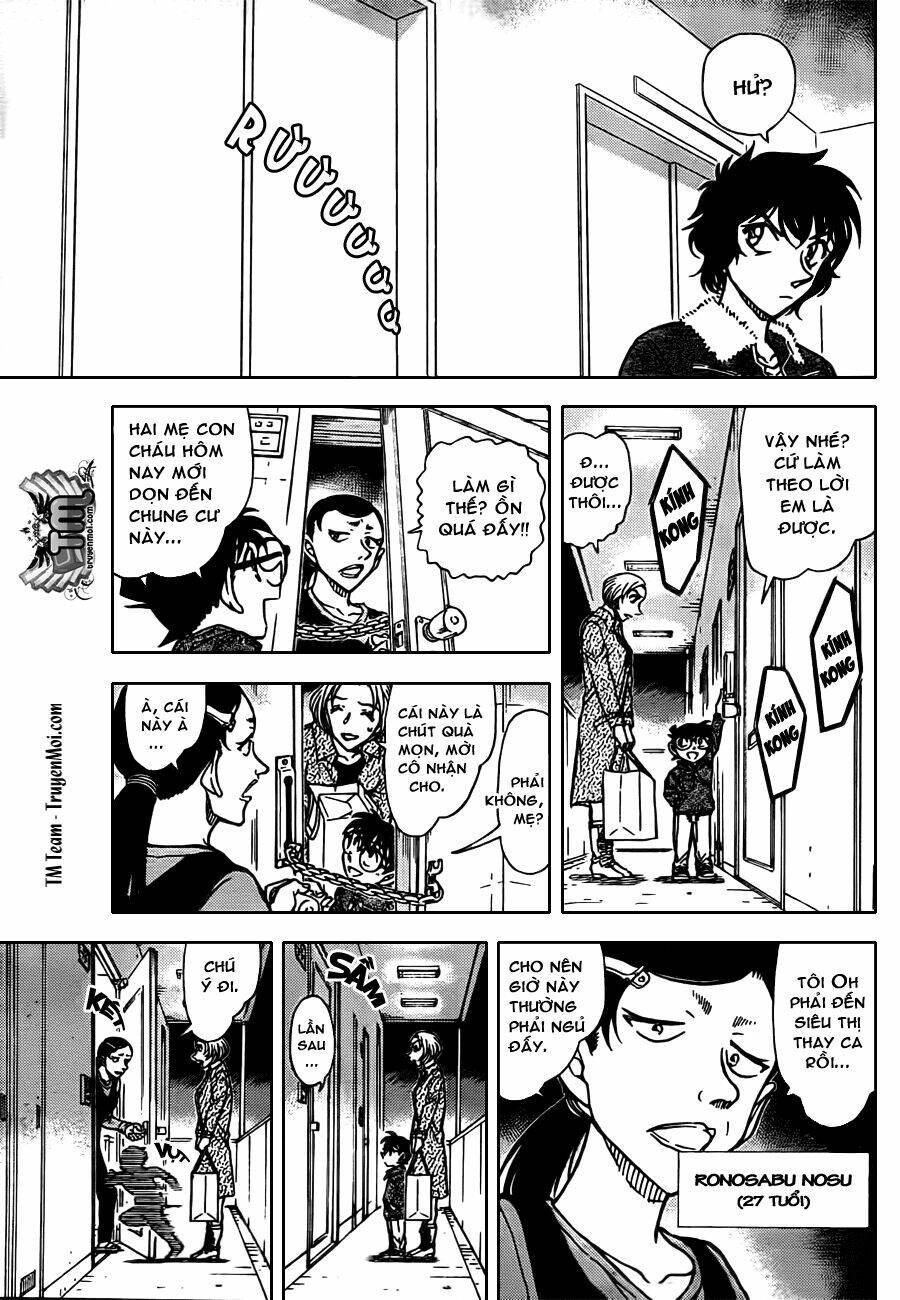 HỬ?
RỪƯƯƯƯƯ
VẬY NHÉ?
CỨ LÀM
THEO LỜI
EM LÀ
ĐƯỢC.
Đ...
ĐƯỢC
THÔI...
KÍNH
KONG
KÍNH
KONG
KÍNH
KONG
LÀM GÌ
THẾ? ỒN
QUÁ ĐẤY!!
HAI MẸ CON
CHÁU HÔM
NAY MỚI
DỌN ĐẾN
CHUNG CƯ
NÀY...
CÁI NÀY LÀ
CHÚT QUÀ
MỌN, MỜI
CÔ NHẬN
CHO.
PHẢI
KHÔNG,
MẸ?
À, CÁI
NÀY À
...
TÔI OH
PHẢI ĐẾN
SIÊU THỊ
THAY CA
RỒI...
CHO NÊN
GIỜ NÀY
THƯỜNG
PHẢI NGỦ
ĐẤY.
RONOSABU NOSU
(27 TUỔI)
SẦM
LẦN
SAU
...
CHÚ
Ý ĐI.
KÉT
VỤT
TM
truyenmoi.com
TM Team - TruyenMoi.com